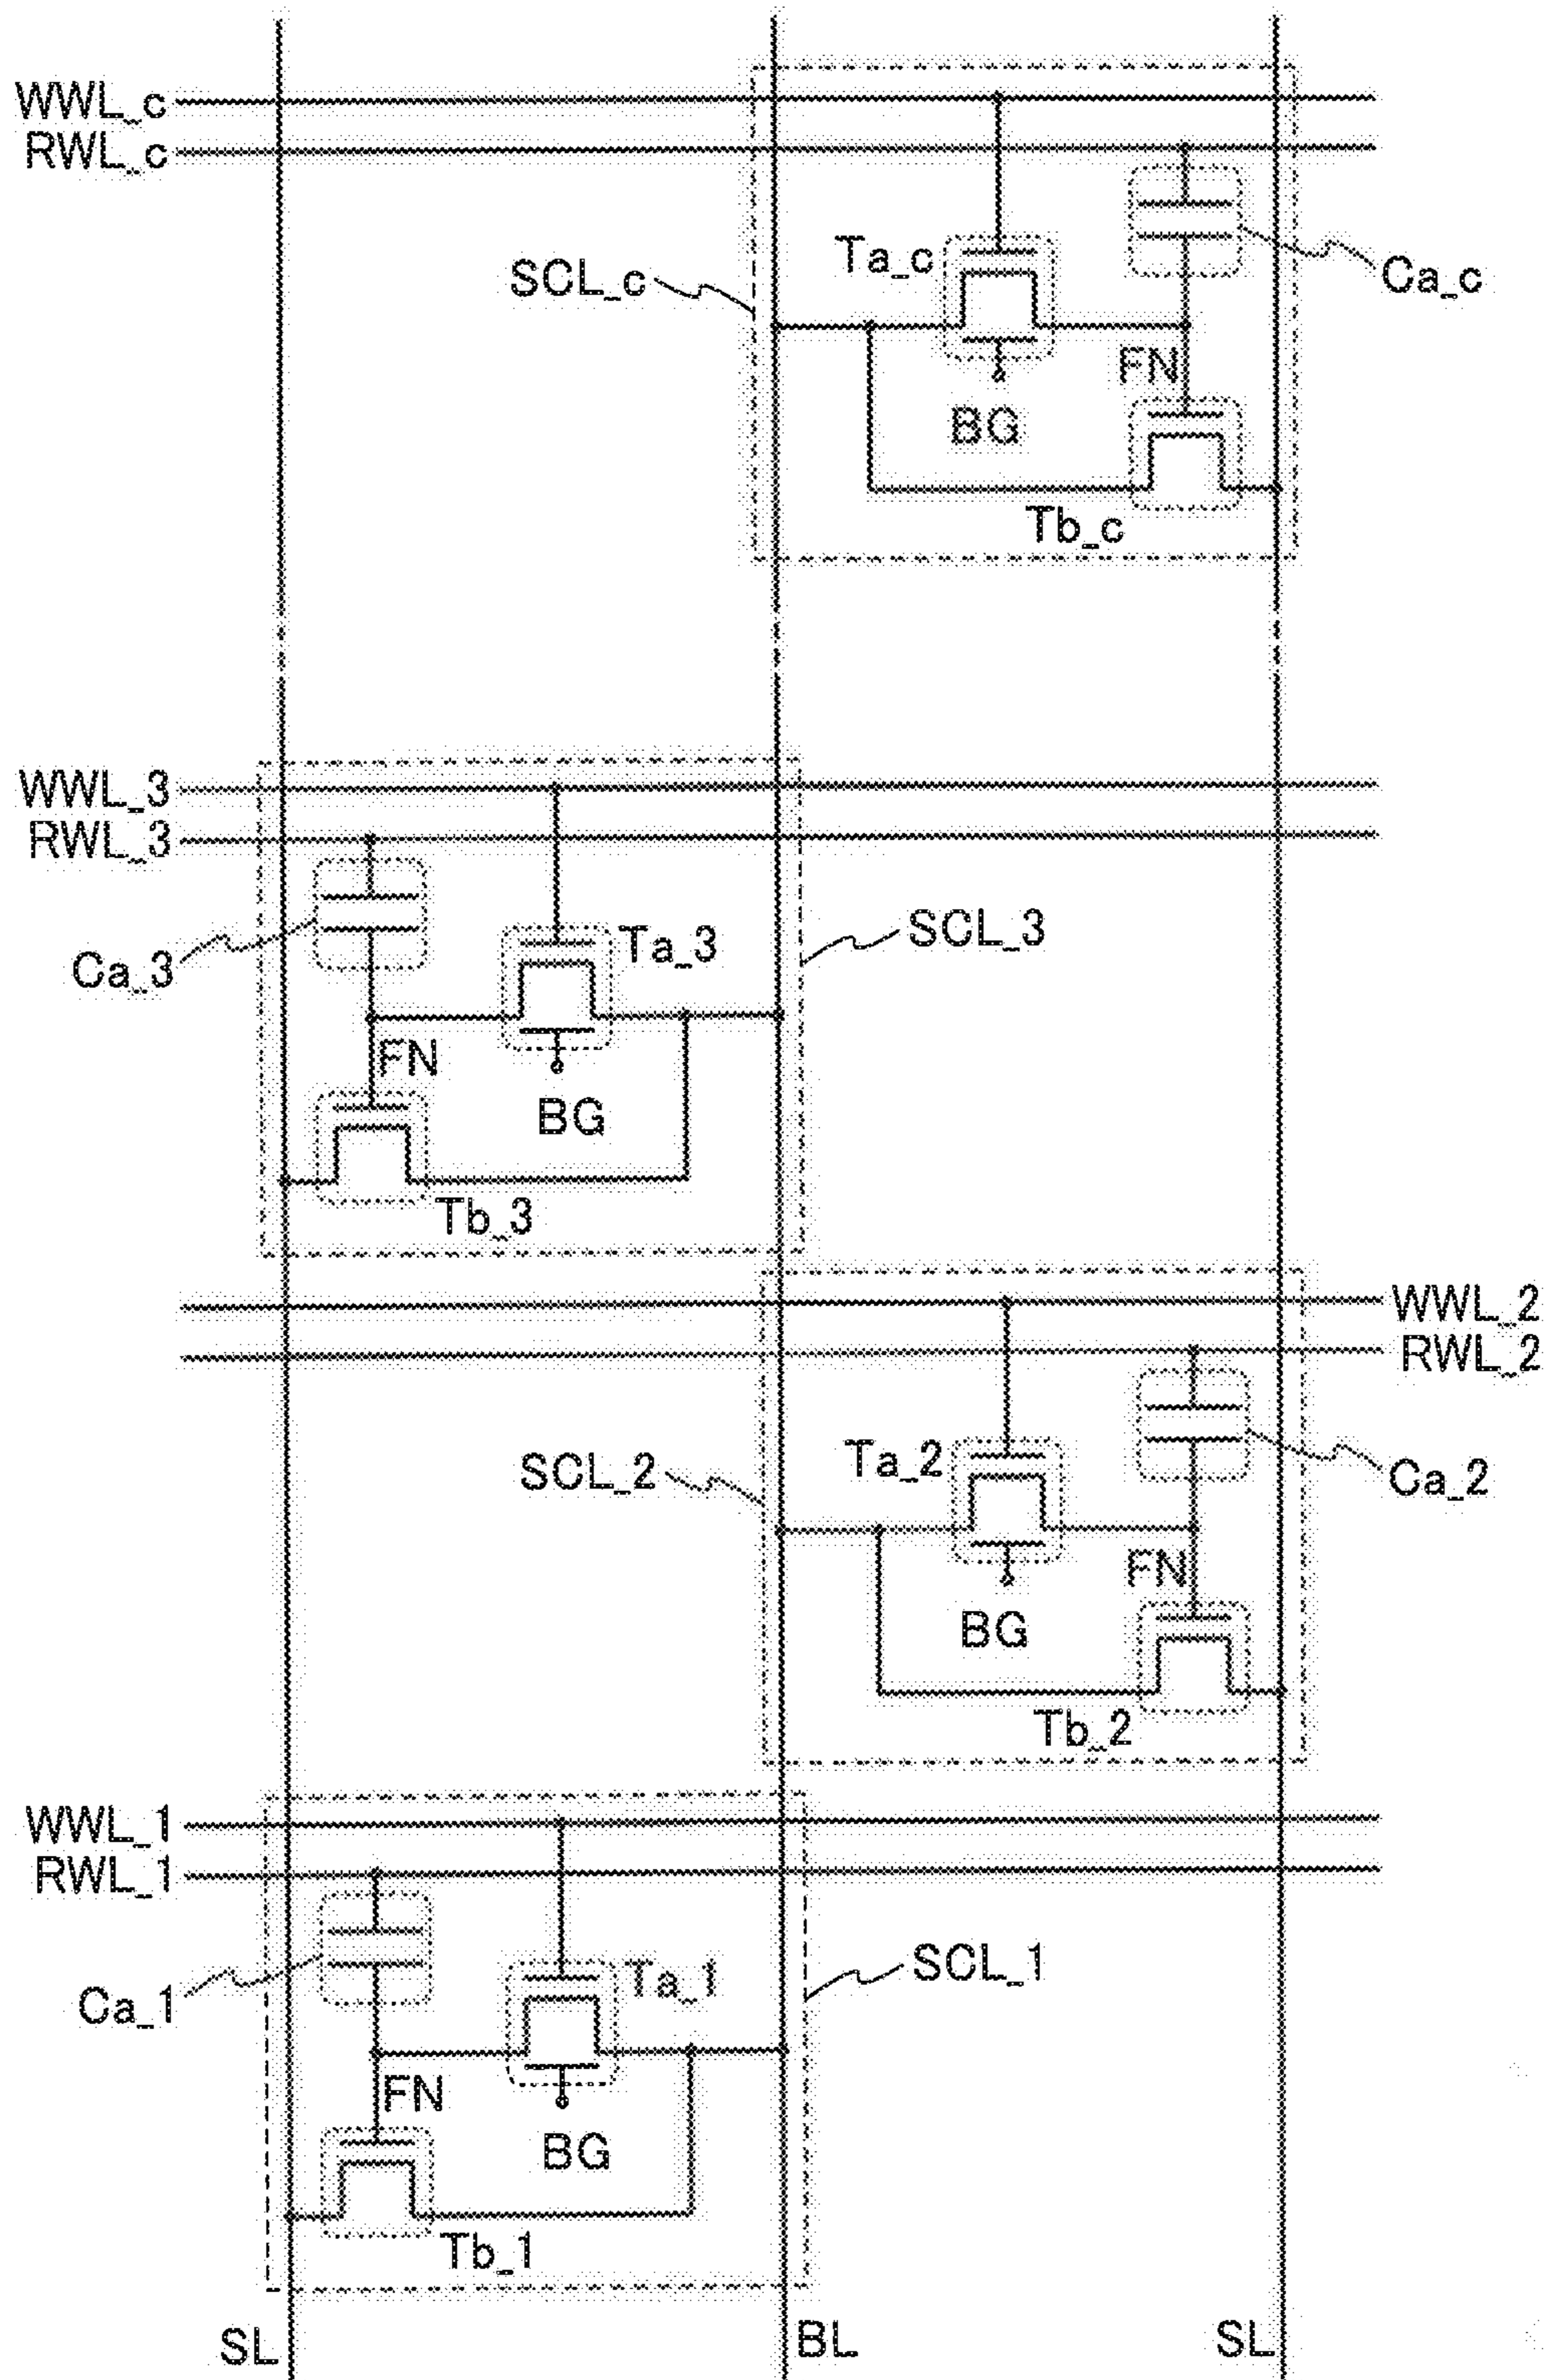 WWL_c
RWL_c
Ta_c
SCL_c
Ca_c
FN
BG
Tb_c
WWL_3
RWL_3
Ta_3
SCL_3
Ca_3
FN
BG
Tb_3
WWL_2
RWL_2
Ta_2
SCL_2
Ca_2
FN
BG
Tb_2
WWL_1
RWL_1
Ta_1
SCL_1
Ca_1
FN
BG
Tb_1
SL
BL
SL